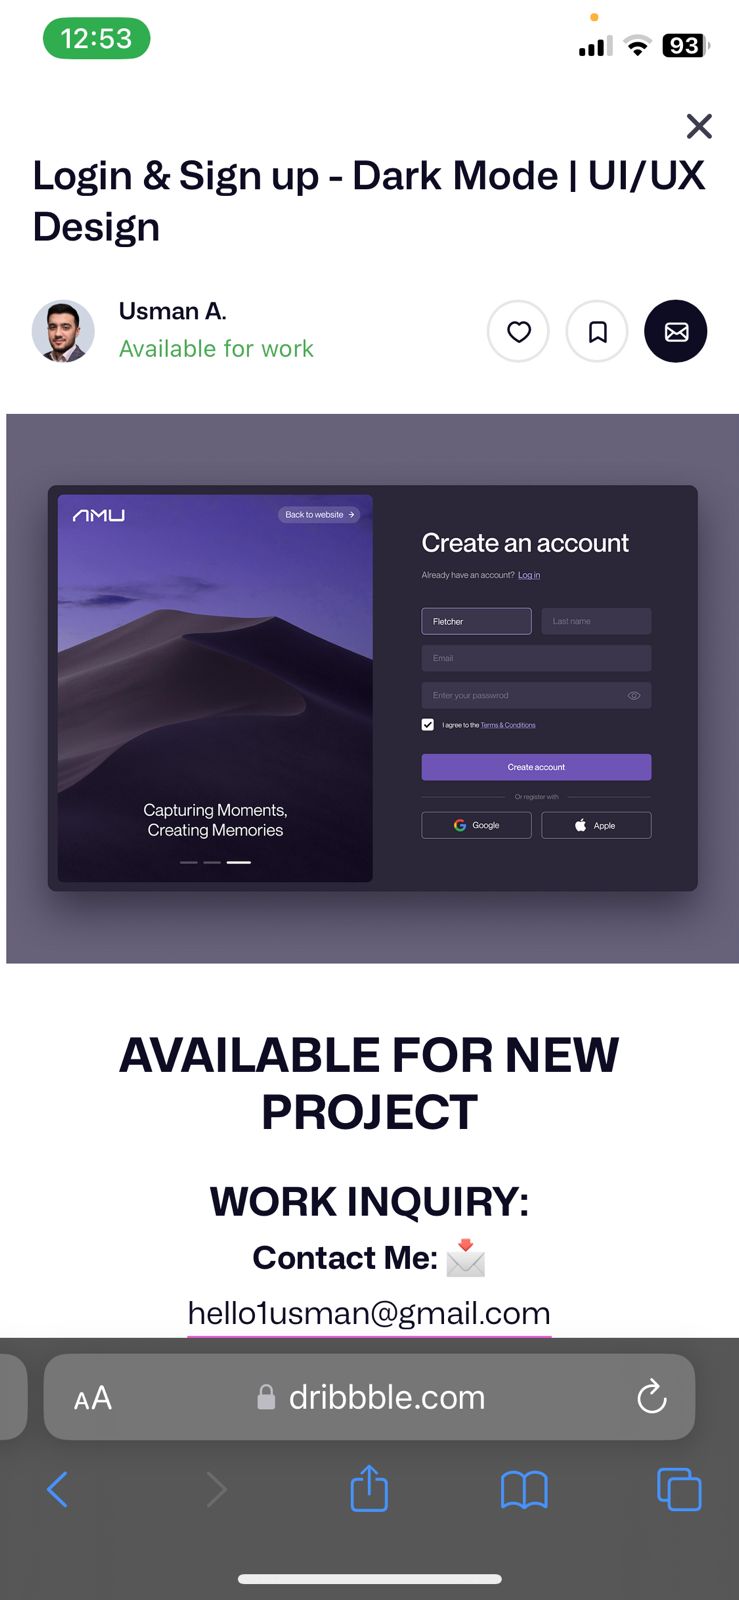 12:53
93
Login & Sign up - Dark Mode | UI/UX
Design
Usman A.
Available for work
AMU
Back to website →
Create an account
Already have an account? Log in
Fletcher
Last name
Email
Enter your passwrod
I agree to the Terms & Conditions
Create account
Or register with
Google
Apple
Capturing Moments,
Creating Memories
AVAILABLE FOR NEW
PROJECT
WORK INQUIRY:
Contact Me: 📩
hello1usman@gmail.com
AA
dribbble.com